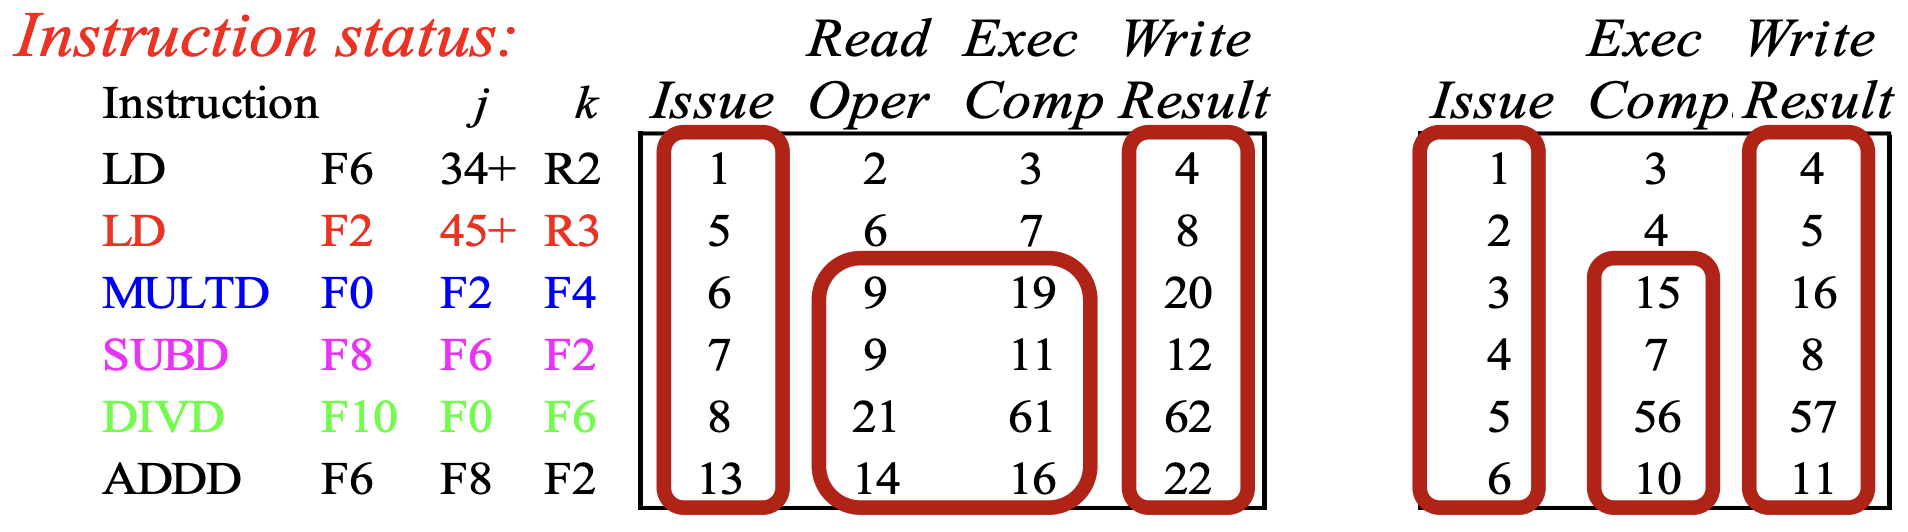 Instruction status: Read Exec Write Exec Write
Instruction j k Issue Oper Comp Result Issue Comp. Result
LD F6 34+ R2 1 2 3 4 1 3 4
LD F2 45+ R3 5 6 7 8 2 4 5
MULTD F0 F2 F4 6 9 19 20 3 15 16
SUBD F8 F6 F2 7 9 11 12 4 7 8
DIVD F10 F0 F6 8 21 61 62 5 56 57
ADDD F6 F8 F2 13 14 16 22 6 10 11